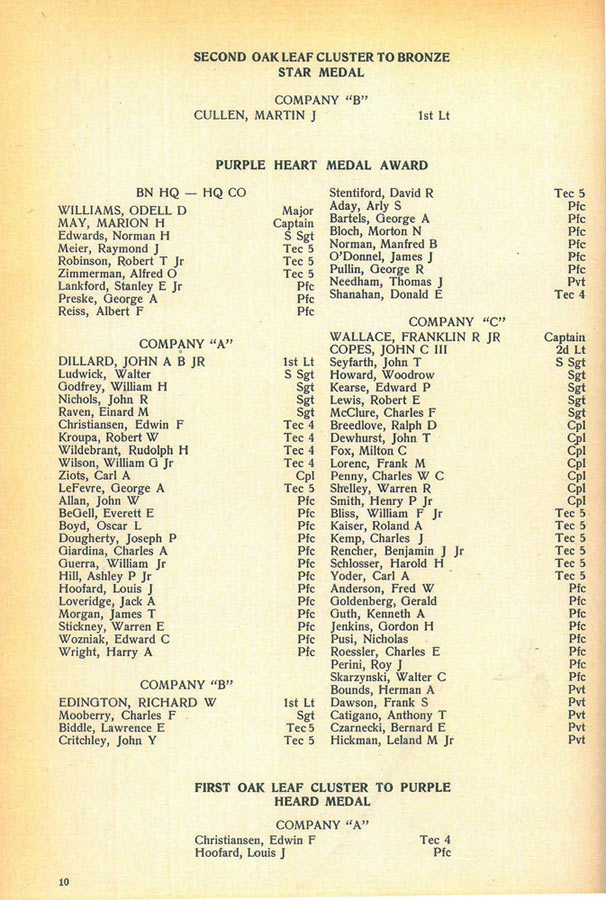 SECOND OAK LEAF CLUSTER TO BRONZE
STAR MEDAL
COMPANY "B"
CULLEN, MARTIN J 1st Lt
PURPLE HEART MEDAL AWARD
BN HQ — HQ CO
WILLIAMS, ODELL D Major
MAY, MARION H Captain
Edwards, Norman H S Sgt
Meier, Raymond J Tec 5
Robinson, Robert T Jr Tec 5
Zimmerman, Alfred O Tec 5
Lankford, Stanley E Jr Pfc
Preske, George A Pfc
Reiss, Albert F Pfc
COMPANY "A"
DILLARD, JOHN A B JR 1st Lt
Ludwick, Walter S Sgt
Godfrey, William H Sgt
Nichols, John R Sgt
Raven, Einard M Sgt
Christiansen, Edwin F Tec 4
Kroupa, Robert W Tec 4
Wildebrant, Rudolph H Tec 4
Wilson, William G Jr Tec 4
Ziots, Carl A Cpl
LeFevre, George A Tec 5
Allan, John W Pfc
BeGell, Everett E Pfc
Boyd, Oscar L Pfc
Dougherty, Joseph P Pfc
Giardina, Charles A Pfc
Guerra, William Jr Pfc
Hill, Ashley P Jr Pfc
Hoofard, Louis J Pfc
Loveridge, Jack A Pfc
Morgan, James T Pfc
Stickney, Warren E Pfc
Wozniak, Edward C Pfc
Wright, Harry A Pfc
COMPANY "B"
EDINGTON, RICHARD W 1st Lt
Mooberry, Charles F Sgt
Biddle, Lawrence E Tec 5
Critchley, John Y Tec 5
Stentiford, David R Tec 5
Aday, Arly S Pfc
Bartels, George A Pfc
Bloch, Morton N Pfc
Norman, Manfred B Pfc
O'Donnel, James J Pfc
Pullin, George R Pfc
Needham, Thomas J Pvt
Shanahan, Donald E Tec 4
COMPANY "C"
WALLACE, FRANKLIN R JR Captain
COPES, JOHN C III 2d Lt
Seyfarth, John T S Sgt
Howard, Woodrow Sgt
Kearse, Edward P Sgt
Lewis, Robert E Sgt
McClure, Charles F Sgt
Breedlove, Ralph D Cpl
Dewhurst, John T Cpl
Fox, Milton C Cpl
Lorenc, Frank M Cpl
Penny, Charles W C Cpl
Shelley, Warren R Cpl
Smith, Henry P Jr Cpl
Bliss, William F Jr Tec 5
Kaiser, Roland A Tec 5
Kemp, Charles J Tec 5
Rencher, Benjamin J Jr Tec 5
Schlosser, Harold H Tec 5
Yoder, Carl A Tec 5
Anderson, Fred W Pfc
Goldenberg, Gerald Pfc
Guth, Kenneth A Pfc
Jenkins, Gordon H Pfc
Pusi, Nicholas Pfc
Roessler, Charles E Pfc
Perini, Roy J Pfc
Skarzynski, Walter C Pfc
Bounds, Herman A Pvt
Dawson, Frank S Pvt
Catigano, Anthony T Pvt
Czarnecki, Bernard E Pvt
Hickman, Leland M Jr Pvt
FIRST OAK LEAF CLUSTER TO PURPLE
HEARD MEDAL
COMPANY "A"
Christiansen, Edwin F Tec 4
Hoofard, Louis J Pfc
10